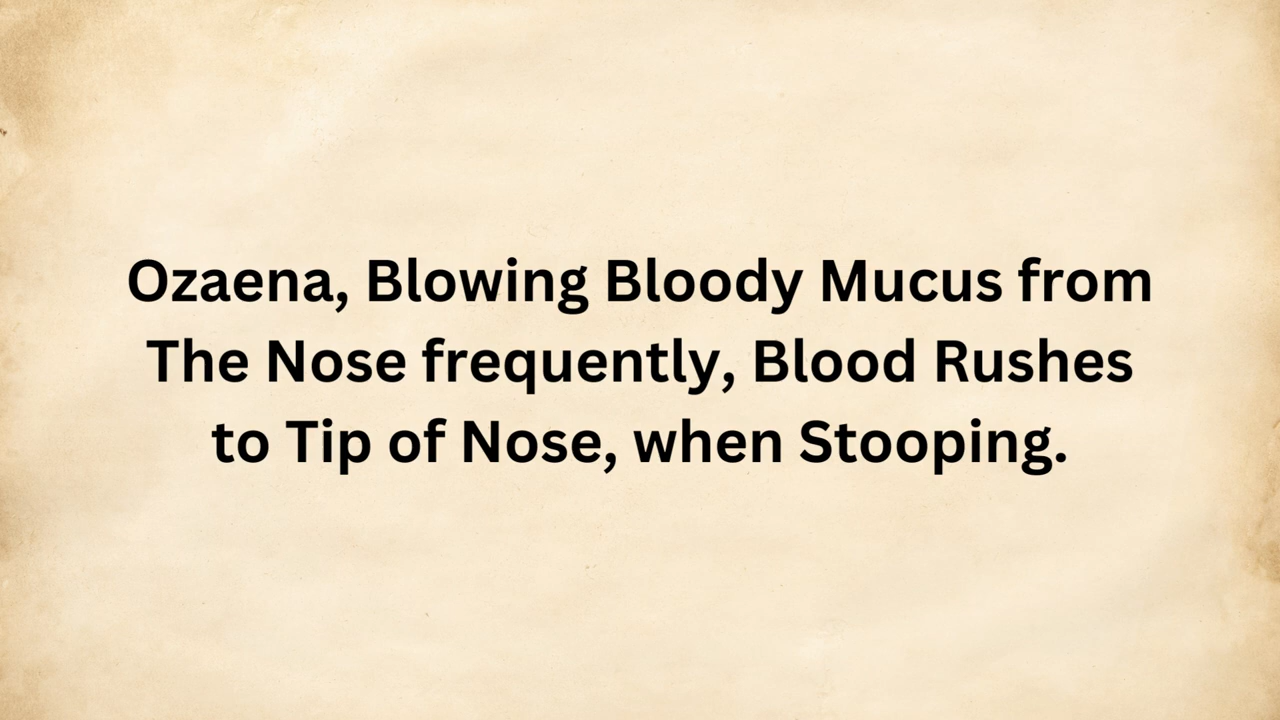 Ozaena, Blowing Bloody Mucus from
The Nose frequently, Blood Rushes
to Tip of Nose, when Stooping.